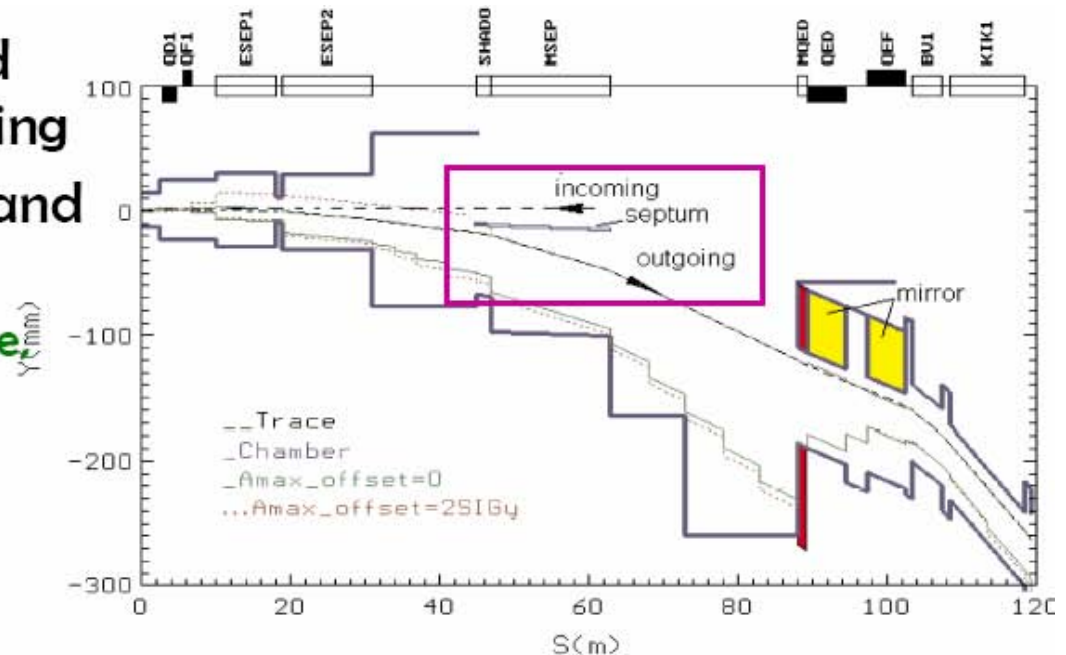 d
ing
and
e,
QD1
QF1
ESEP1
ESEP2
SHADO
MSEP
MQED
QED
QEF
BV1
KIK1
100
0
-100
-200
-300
Y(mm)
incoming
septum
outgoing
mirror
__Trace
_Chamber
_Amax_offset=0
...Amax_offset=2SIGy
0
20
40
60
80
100
120
S(m)